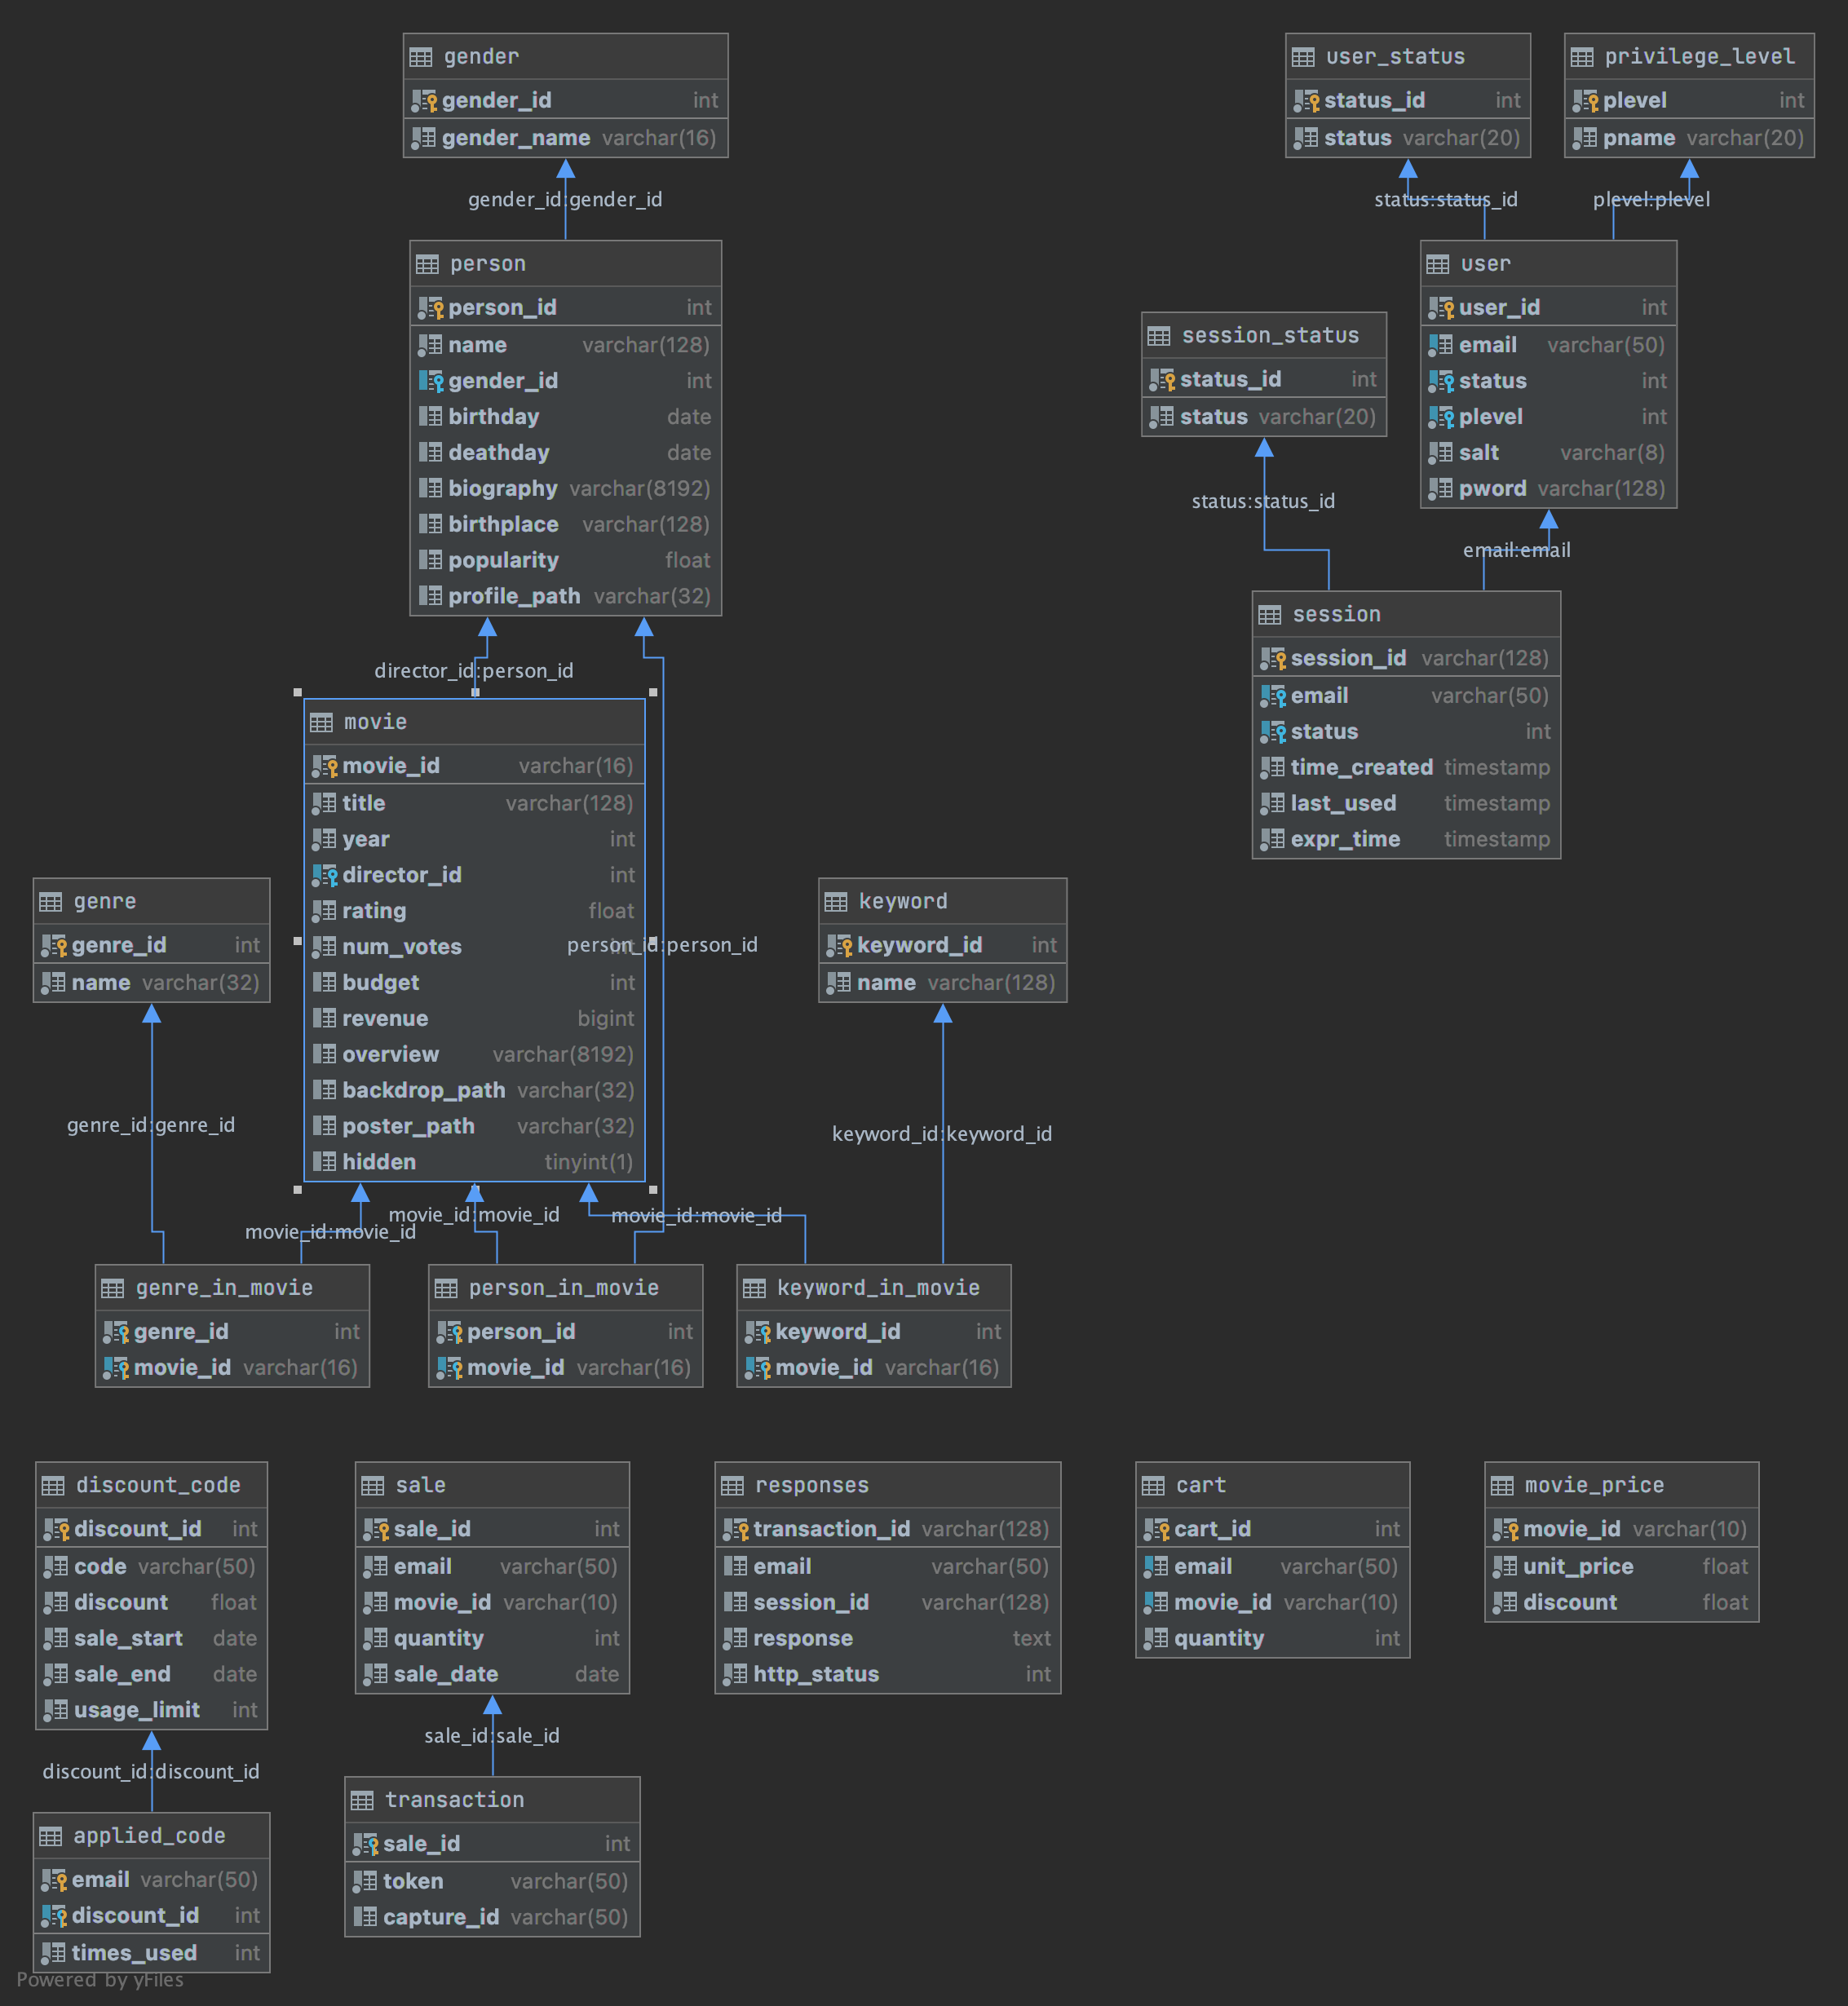 gender
gender_id int
gender_name varchar(16)
gender_id:gender_id
person
person_id int
name varchar(128)
gender_id int
birthday date
deathday date
biography varchar(8192)
birthplace varchar(128)
popularity float
profile_path varchar(32)
director_id:person_id
movie
movie_id varchar(16)
title varchar(128)
year int
director_id int
rating float
num_votes int
budget int
revenue bigint
overview varchar(8192)
backdrop_path varchar(32)
poster_path varchar(32)
hidden tinyint(1)
person_id:person_id
user_status
status_id int
status varchar(20)
privilege_level
plevel int
pname varchar(20)
status:status_id
plevel:plevel
user
user_id int
email varchar(50)
status int
plevel int
salt varchar(8)
pword varchar(128)
session_status
status_id int
status varchar(20)
status:status_id
email:email
session
session_id varchar(128)
email varchar(50)
status int
time_created timestamp
last_used timestamp
expr_time timestamp
genre
genre_id int
name varchar(32)
keyword
keyword_id int
name varchar(128)
genre_id:genre_id
keyword_id:keyword_id
movie_id:movie_id
movie_id:movie_id
movie_id:movie_id
genre_in_movie
genre_id int
movie_id varchar(16)
person_in_movie
person_id int
movie_id varchar(16)
keyword_in_movie
keyword_id int
movie_id varchar(16)
discount_code
discount_id int
code varchar(50)
discount float
sale_start date
sale_end date
usage_limit int
discount_id:discount_id
applied_code
email varchar(50)
discount_id int
times_used int
sale
sale_id int
email varchar(50)
movie_id varchar(10)
quantity int
sale_date date
sale_id:sale_id
transaction
sale_id int
token varchar(50)
capture_id varchar(50)
responses
transaction_id varchar(128)
email varchar(50)
session_id varchar(128)
response text
http_status int
cart
cart_id int
email varchar(50)
movie_id varchar(10)
quantity int
movie_price
movie_id varchar(10)
unit_price float
discount float
Powered by yFiles